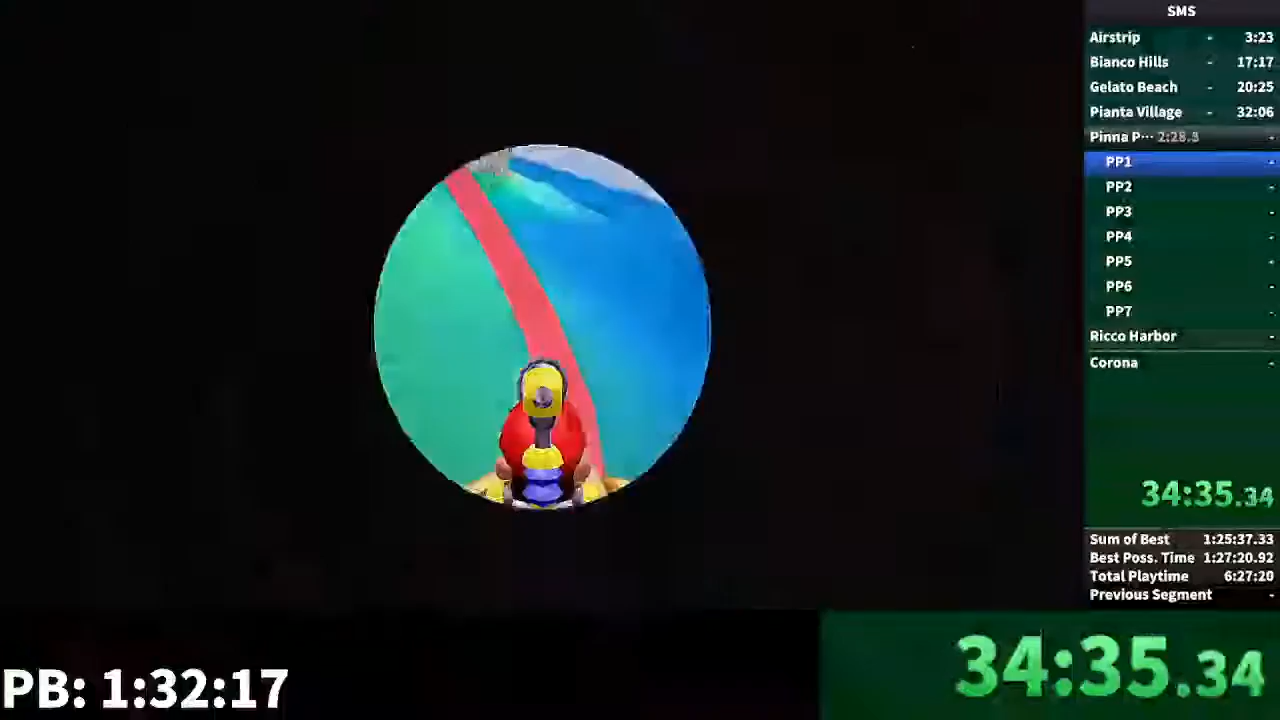 SMS
Airstrip - 3:23
Bianco Hills - 17:17
Gelato Beach - 20:25
Pianta Village - 32:06
Pinna P··· 2:28.3 -
PP1 -
PP2 -
PP3 -
PP4 -
PP5 -
PP6 -
PP7 -
Ricco Harbor -
Corona -
34:35.34
Sum of Best 1:25:37.33
Best Poss. Time 1:27:20.92
Total Playtime 6:27:20
Previous Segment -
PB: 1:32:17
34:35.34